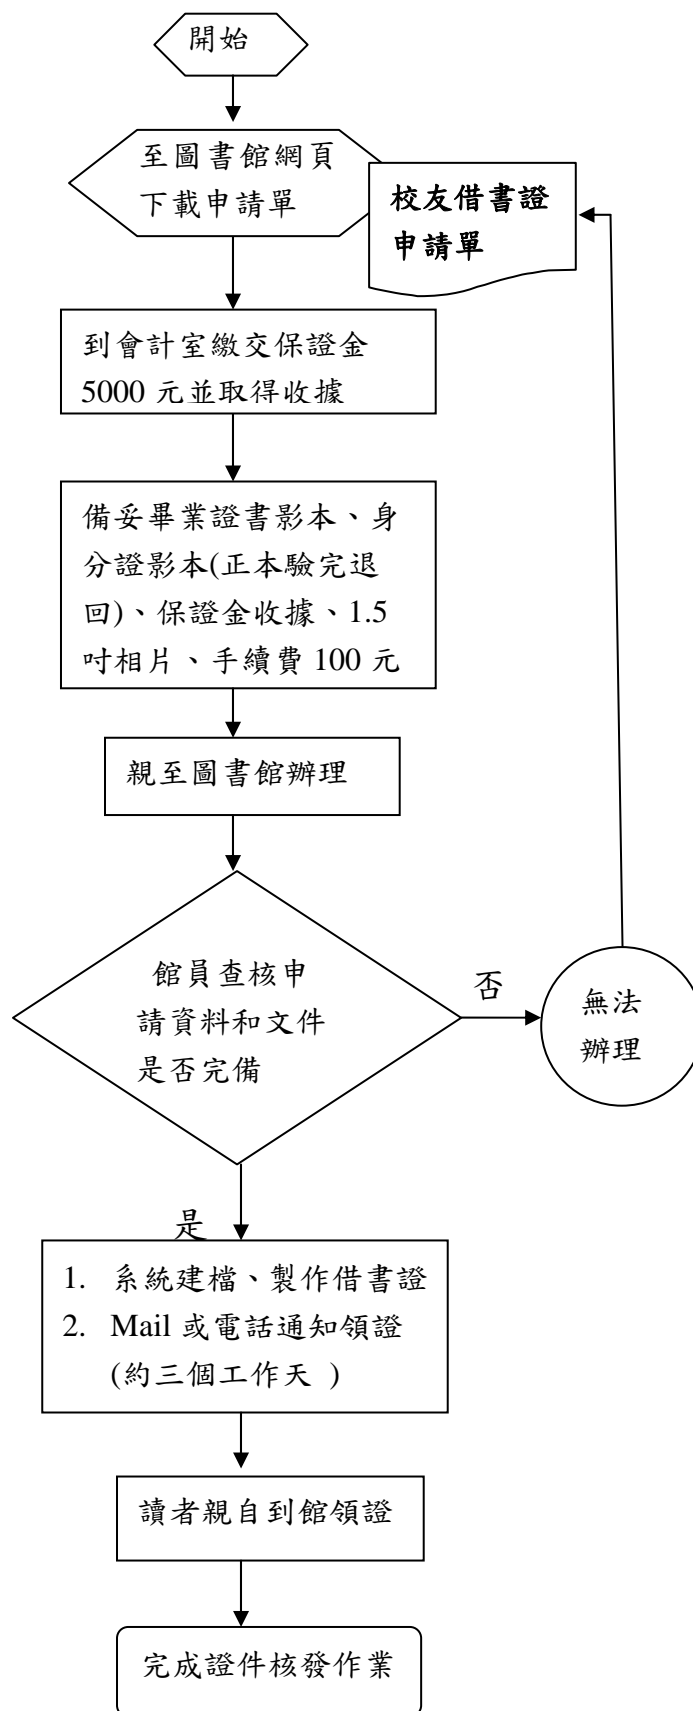 開始
至圖書館網頁
下載申請單
校友借書證
申請單
到會計室繳交保證金
5000 元並取得收據
備妥畢業證書影本、身
分證影本(正本驗完退
回)、保證金收據、1.5
吋相片、手續費 100 元
親至圖書館辦理
館員查核申
請資料和文件
是否完備
否
無法
辦理
是
1. 系統建檔、製作借書證
2. Mail 或電話通知領證
(約三個工作天 )
讀者親自到館領證
完成證件核發作業